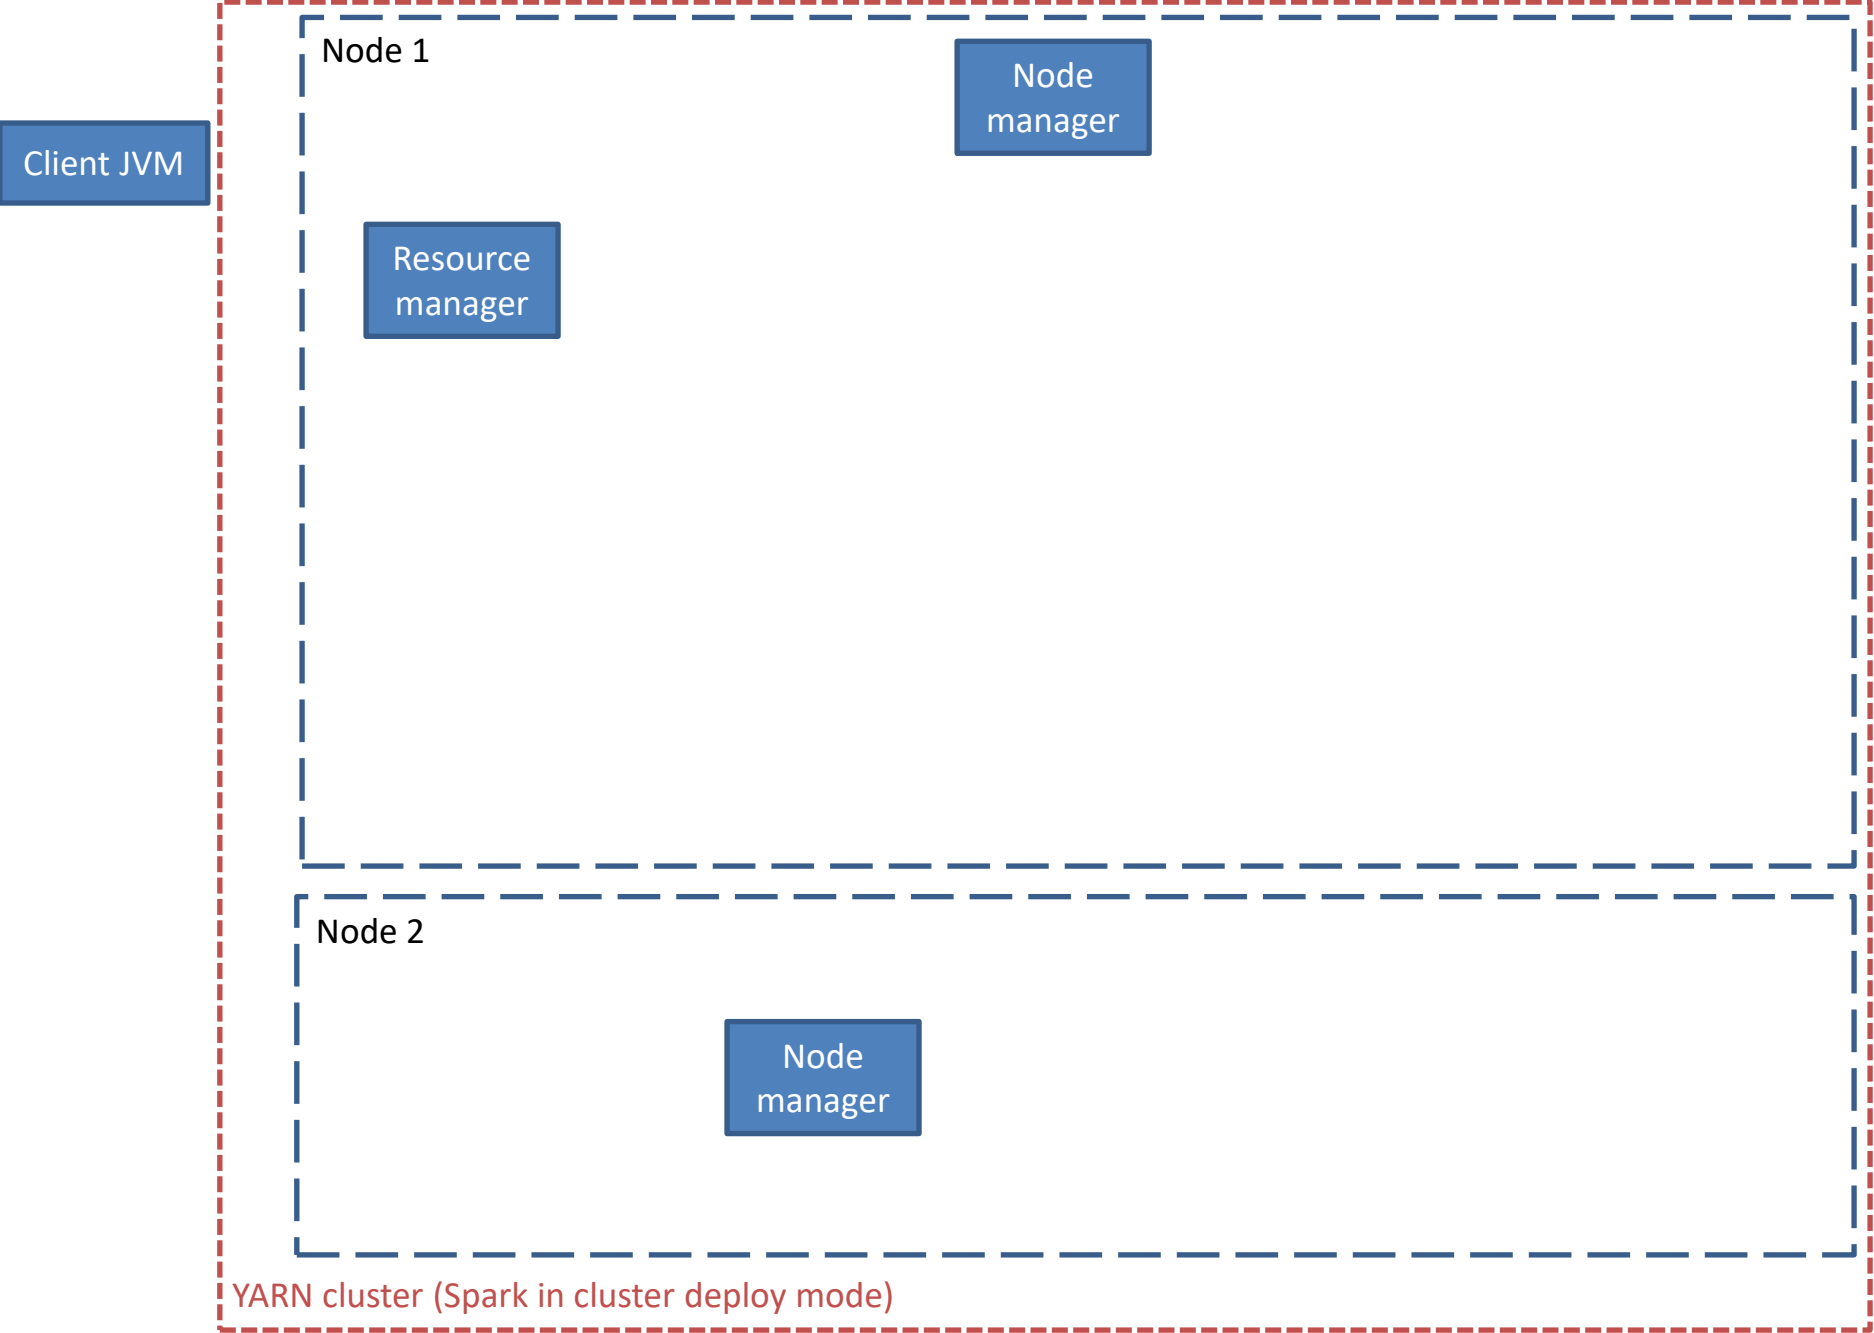 Node 1
Node
manager
Client JVM
Resource
manager
Node 2
Node
manager
YARN cluster (Spark in cluster deploy mode)